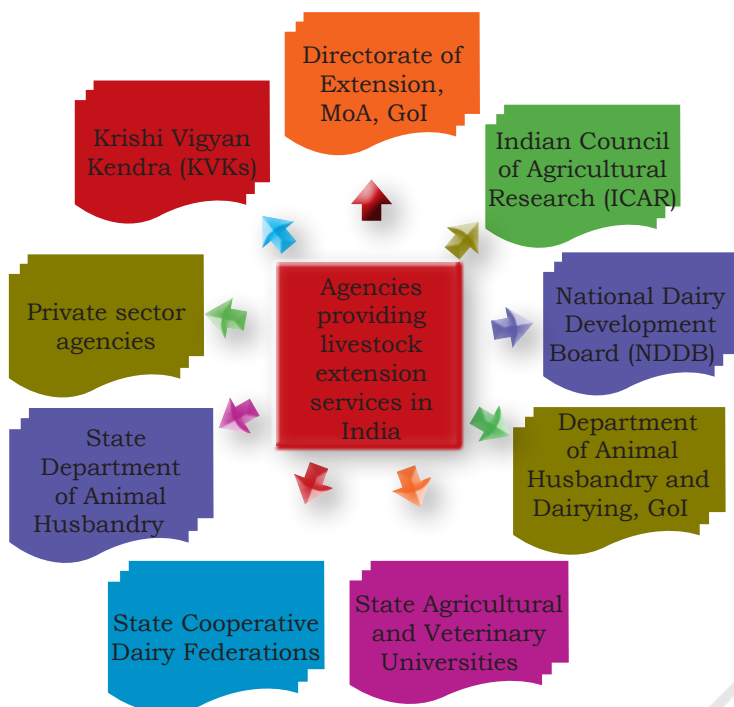 Directorate of
Extension,
MoA, GoI
Krishi Vigyan
Kendra (KVKs)
Indian Council
of Agricultural
Research (ICAR)
Agencies
providing
livestock
extension
services in
India
Private sector
agencies
National Dairy
Development
Board (NDDB)
State
Department
of Animal
Husbandry
Department
of Animal
Husbandry and
Dairying, GoI
State Cooperative
Dairy Federations
State Agricultural
and Veterinary
Universities